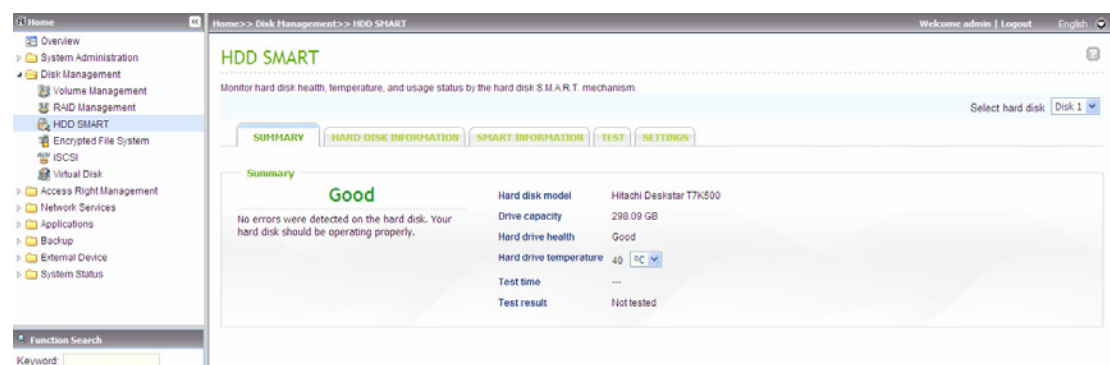 Home
Home>> Disk Management>> HDD SMART
Welcome admin | Logout
English
Overview
System Administration
Disk Management
Volume Management
RAID Management
HDD SMART
Encrypted File System
iSCSI
Virtual Disk
Access Right Management
Network Services
Applications
Backup
External Device
System Status
Function Search
Keyword:
HDD SMART
Monitor hard disk health, temperature, and usage status by the hard disk S.M.A.R.T. mechanism.
Select hard disk Disk 1
SUMMARY HARD DISK INFORMATION SMART INFORMATION TEST SETTINGS
Summary
Good
No errors were detected on the hard disk. Your
hard disk should be operating properly.
Hard disk model Hitachi Deskstar T7K500
Drive capacity 298.09 GB
Hard drive health Good
Hard drive temperature 40 ºC
Test time ---
Test result Not tested